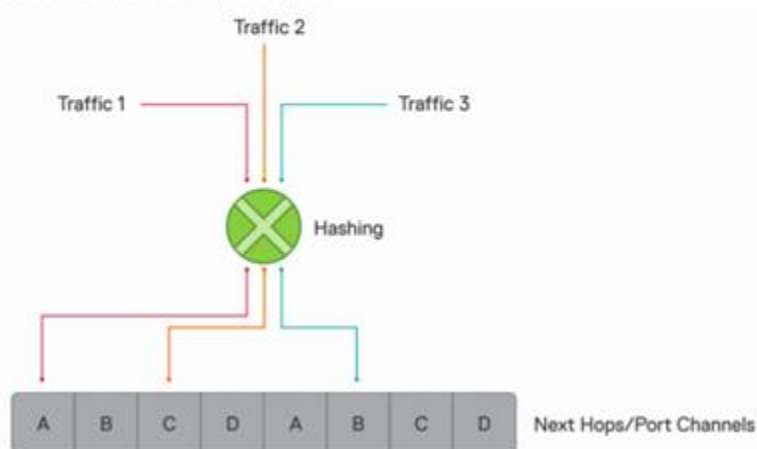 Traffic 2
Traffic 1
Traffic 3
Hashing
A B C D A B C D
Next Hops/Port Channels